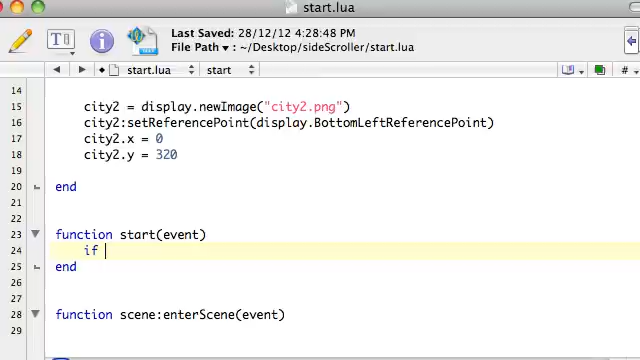 start.lua
Last Saved: 28/12/12 4:28:48 PM
File Path ▾: ~/Desktop/sideScroller/start.lua
start.lua start #
14
15 city2 = display.newImage("city2.png")
16 city2:setReferencePoint(display.BottomLeftReferencePoint)
17 city2.x = 0
18 city2.y = 320
19
20 end
21
22
23 function start(event)
24 if
25 end
26
27
28 function scene:enterScene(event)
29